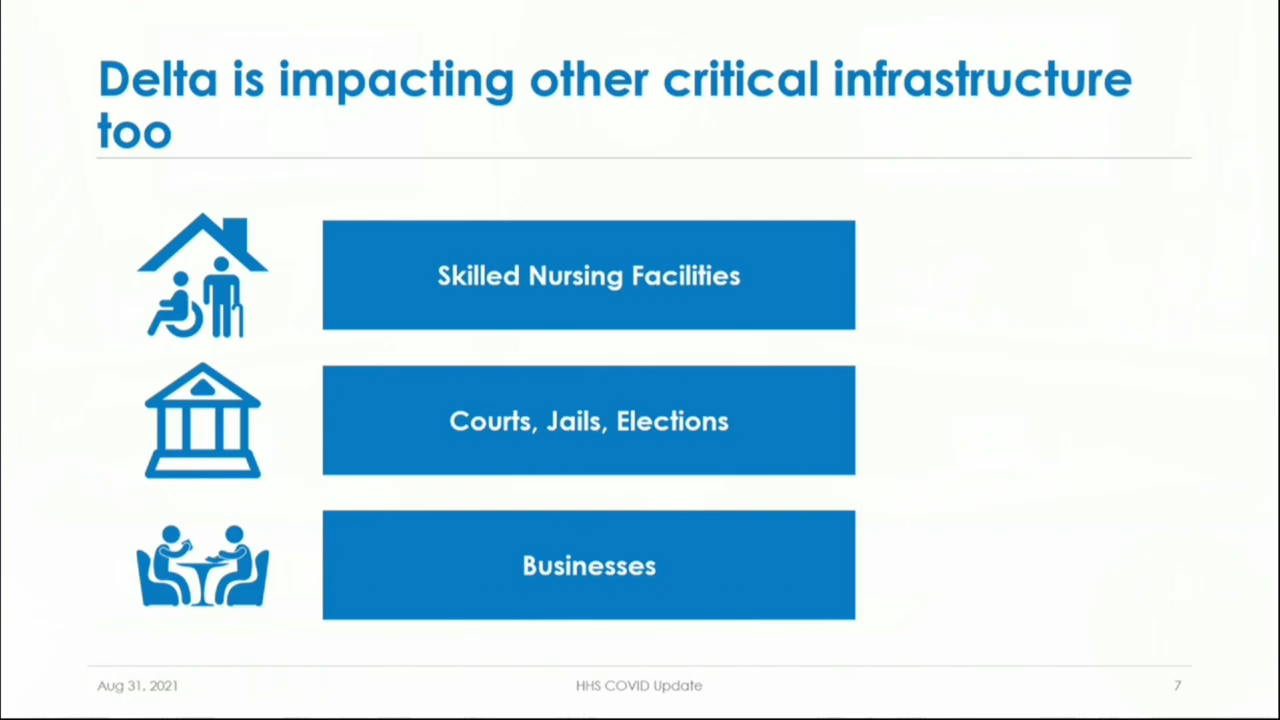 Delta is impacting other critical infrastructure
too
Skilled Nursing Facilities
Courts, Jails, Elections
Businesses
Aug 31, 2021
HHS COVID Update
7